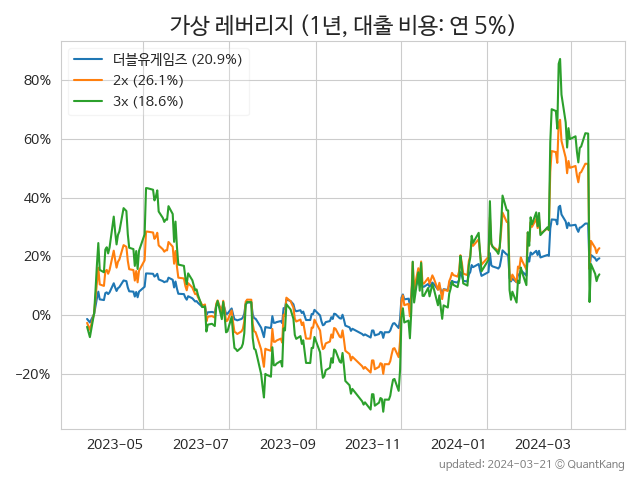 가상 레버리지 (1년, 대출 비용: 연 5%)
더블유게임즈 (20.9%)
2x (26.1%)
3x (18.6%)
80%
60%
40%
20%
0%
−20%
2023-05 2023-07 2023-09 2023-11 2024-01 2024-03
updated: 2024-03-21 © QuantKang